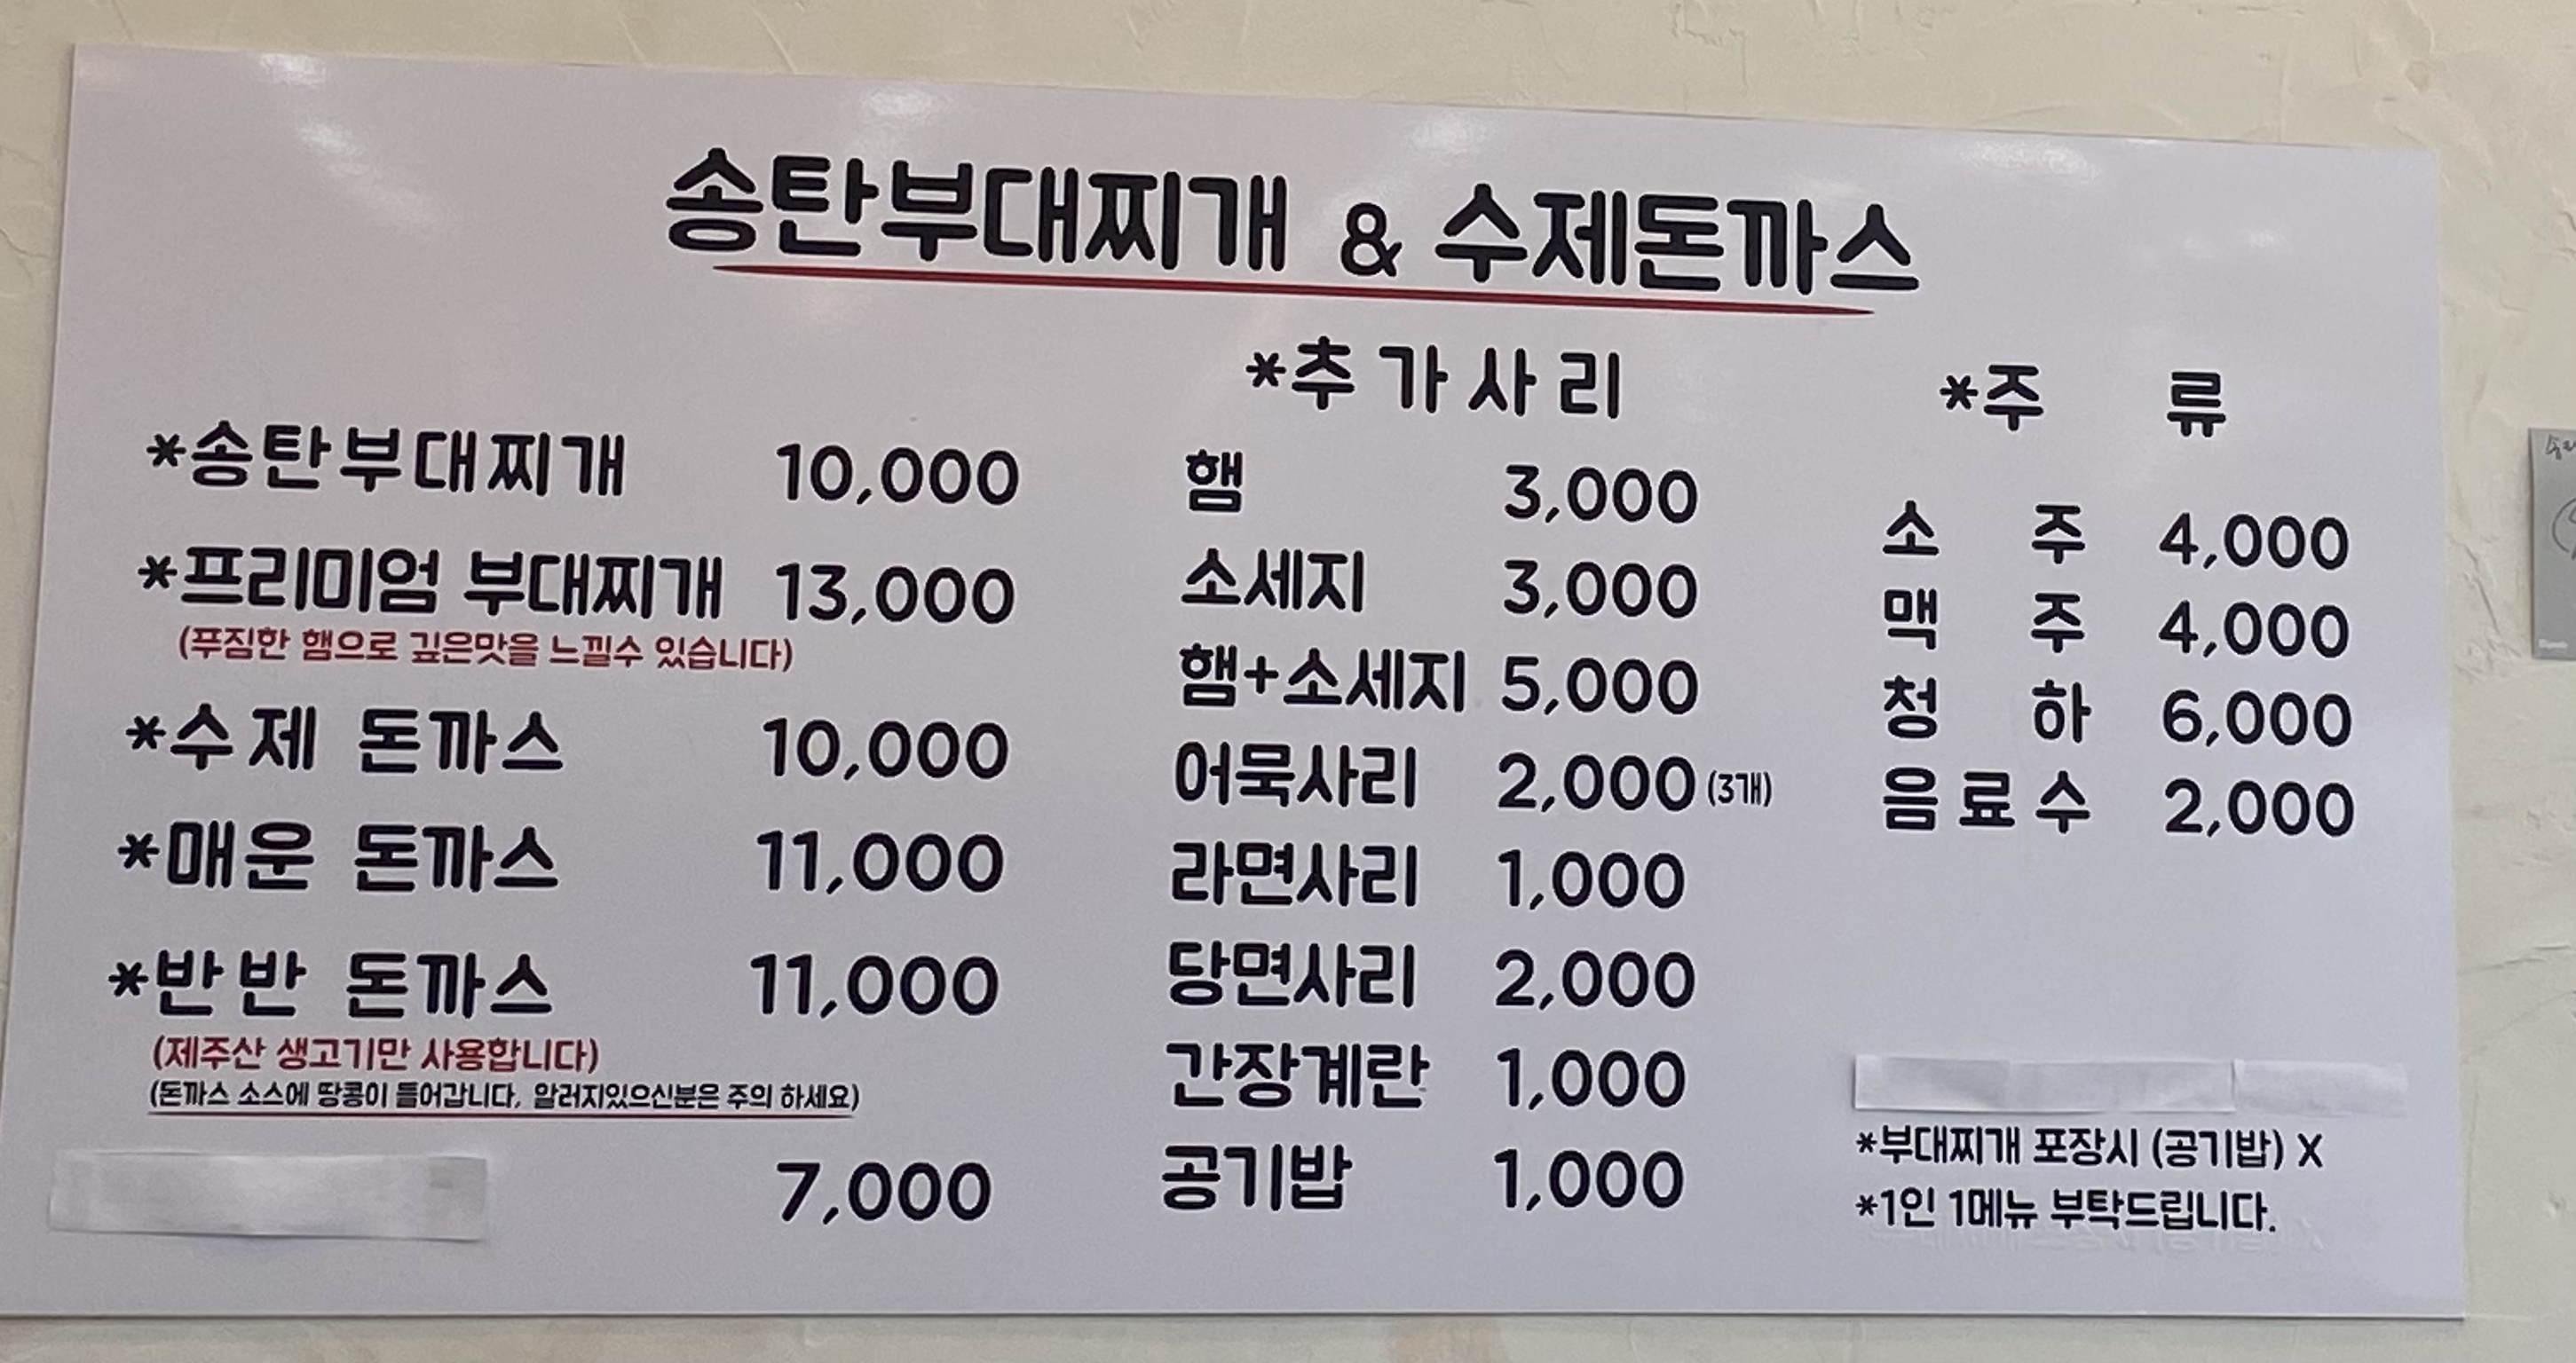 송탄부대찌개 & 수제돈까스
*송탄부대찌개 10,000
*프리미엄 부대찌개 13,000
(푸짐한 햄으로 깊은맛을 느낄수 있습니다)
*수제 돈까스 10,000
*매운 돈까스 11,000
*반반 돈까스 11,000
(제주산 생고기만 사용합니다)
(돈까스 소스에 땅콩이 들어갑니다. 알러지있으신분은 주의 하세요)
7,000
*추가사리
햄 3,000
소세지 3,000
햄+소세지 5,000
어묵사리 2,000 (3개)
라면사리 1,000
당면사리 2,000
간장계란 1,000
공기밥 1,000
*주 류
소 주 4,000
맥 주 4,000
청 하 6,000
음료수 2,000
*부대찌개 포장시 (공기밥) X
*1인 1메뉴 부탁드립니다.